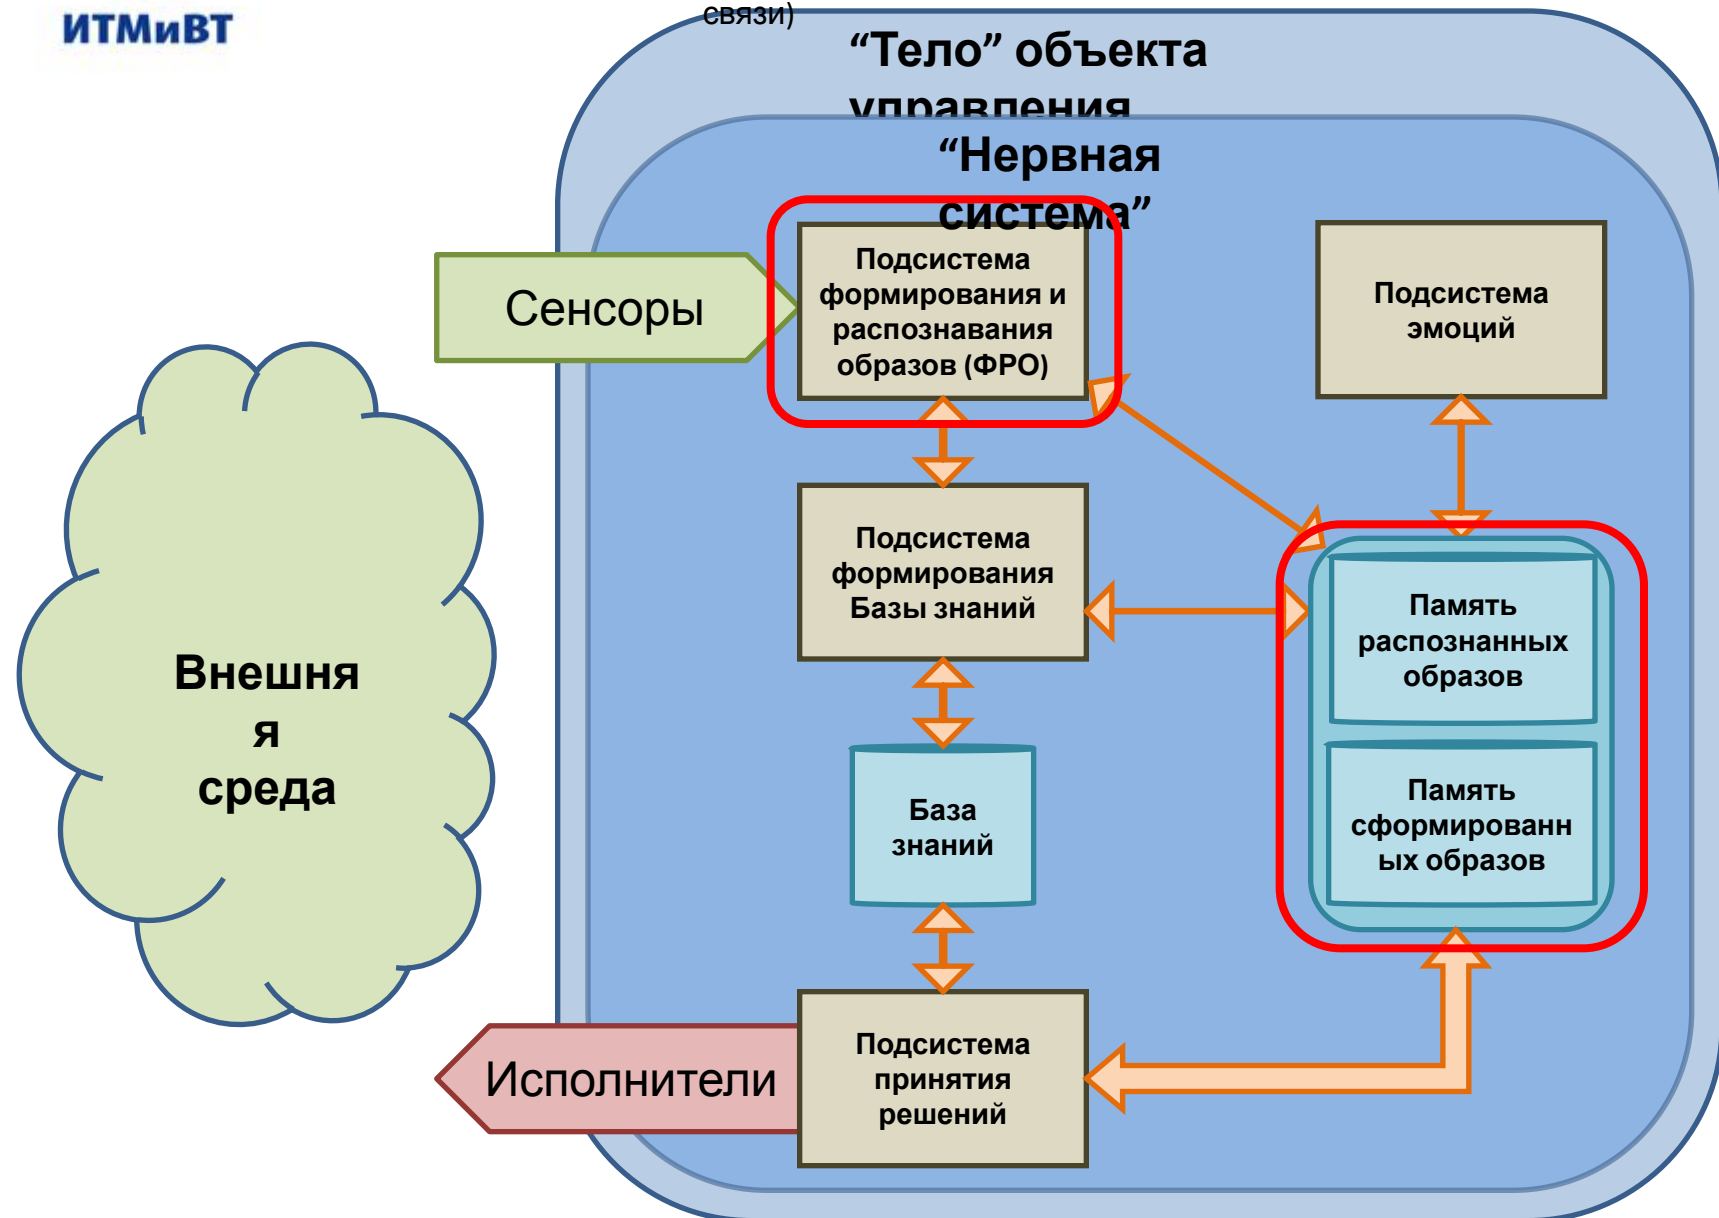 ИТМиВТ
связи)
“Тело” объекта
управления
“Нервная
система”
Сенсоры
Подсистема
формирования и
распознавания
образов (ФРО)
Подсистема
эмоций
Подсистема
формирования
Базы знаний
Память
распознанных
образов
Внешня
я
среда
База
знаний
Память
сформированн
ых образов
Исполнители
Подсистема
принятия
решений